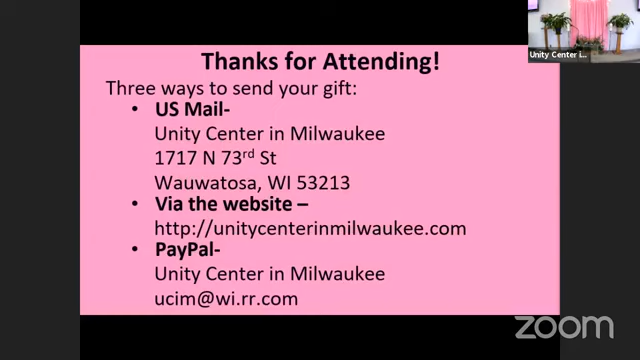 Thanks for Attending!
Three ways to send your gift:
• US Mail-
Unity Center in Milwaukee
1717 N 73rd St
Wauwatosa, WI 53213
• Via the website –
http://unitycenterinmilwaukee.com
• PayPal-
Unity Center in Milwaukee
ucim@wi.rr.com
Unity Center i...
zoom